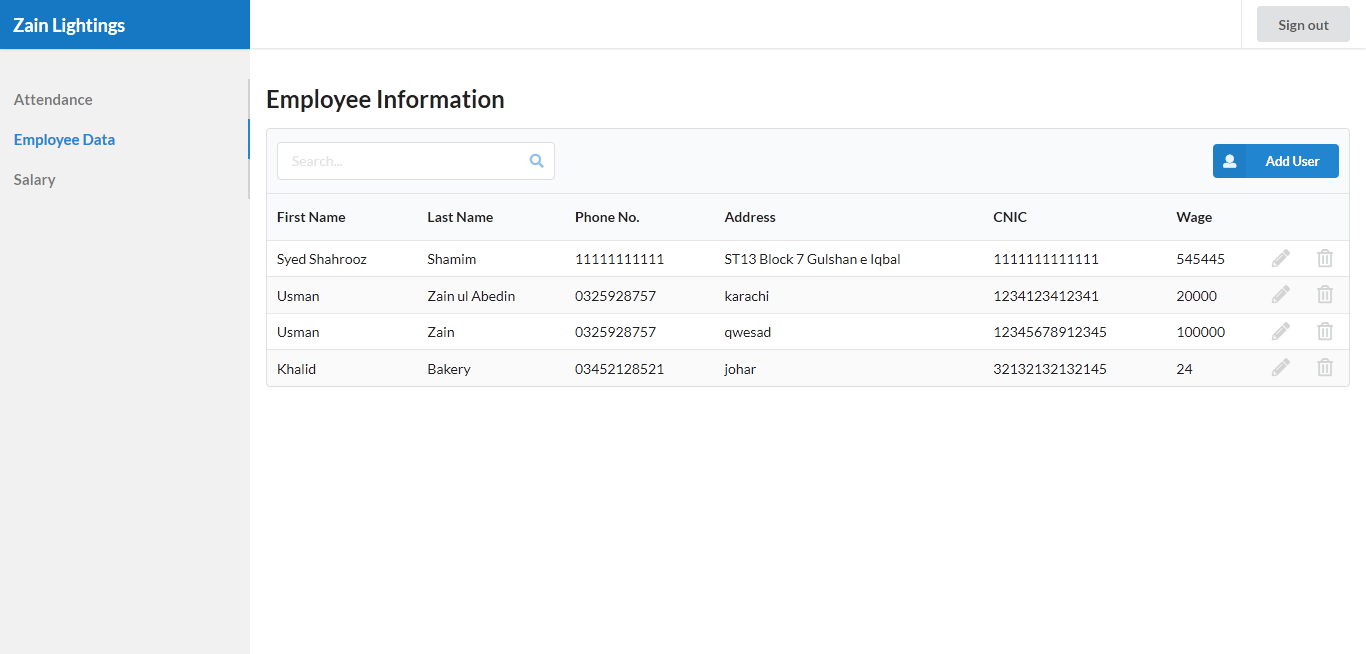 Zain Lightings
Sign out
Attendance
Employee Data
Salary
Employee Information
Search...
Add User
First Name Last Name Phone No. Address CNIC Wage
Syed Shahrooz Shamim 11111111111 ST13 Block 7 Gulshan e Iqbal 1111111111111 545445
Usman Zain ul Abedin 0325928757 karachi 1234123412341 20000
Usman Zain 0325928757 qwesad 12345678912345 100000
Khalid Bakery 03452128521 johar 32132132132145 24